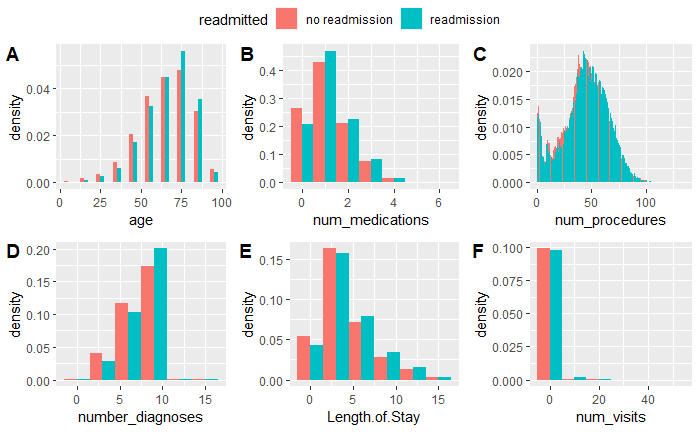 readmitted no readmission readmission
A
density
0.04
0.02
0.00
0 25 50 75 100
age
B
density
0.4
0.3
0.2
0.1
0.0
0 2 4 6
num_medications
C
density
0.020
0.015
0.010
0.005
0.000
0 50 100
num_procedures
D
density
0.20
0.15
0.10
0.05
0.00
0 5 10 15
number_diagnoses
E
density
0.15
0.10
0.05
0.00
0 5 10 15
Length.of.Stay
F
density
0.100
0.075
0.050
0.025
0.000
0 20 40
num_visits